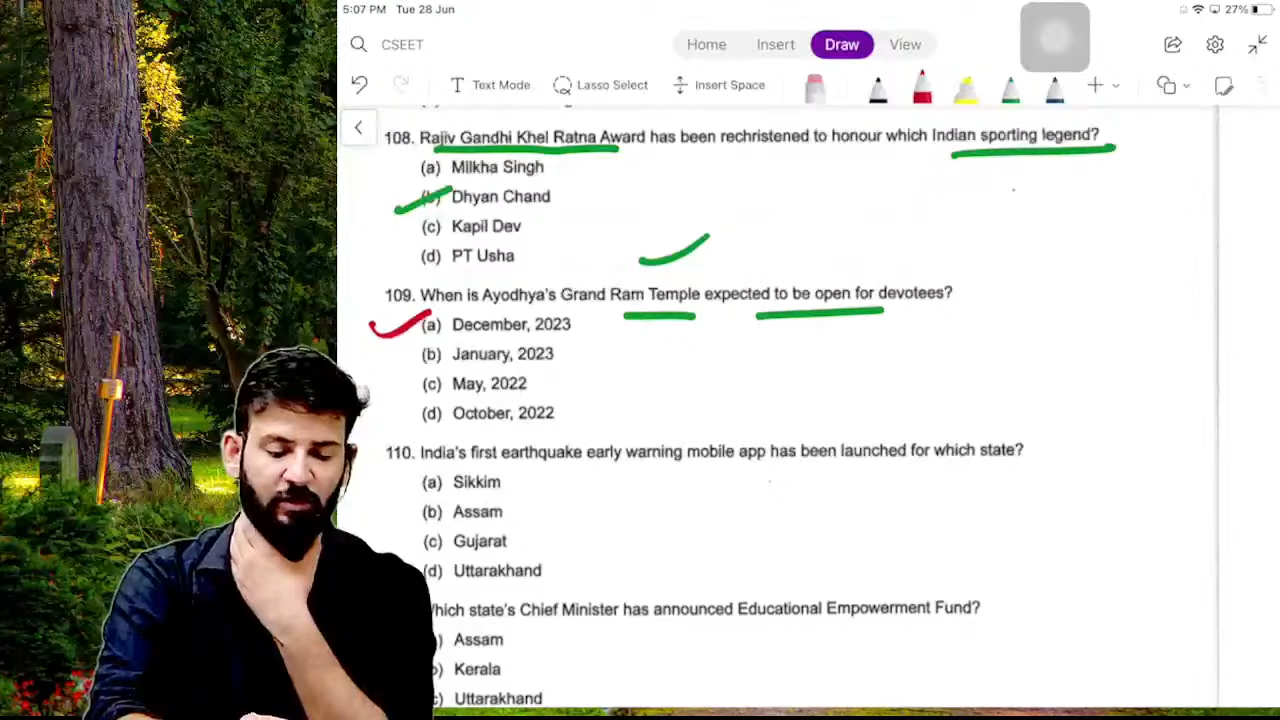 5:07 PM Tue 28 Jun
27%
CSEET
Home Insert Draw View
Text Mode Lasso Select Insert Space
108. Rajiv Gandhi Khel Ratna Award has been rechristened to honour which Indian sporting legend?
(a) Milkha Singh
(b) Dhyan Chand
(c) Kapil Dev
(d) PT Usha
109. When is Ayodhya's Grand Ram Temple expected to be open for devotees?
(a) December, 2023
(b) January, 2023
(c) May, 2022
(d) October, 2022
110. India's first earthquake early warning mobile app has been launched for which state?
(a) Sikkim
(b) Assam
(c) Gujarat
(d) Uttarakhand
state's Chief Minister has announced Educational Empowerment Fund?
Assam
Kerala
Uttarakhand